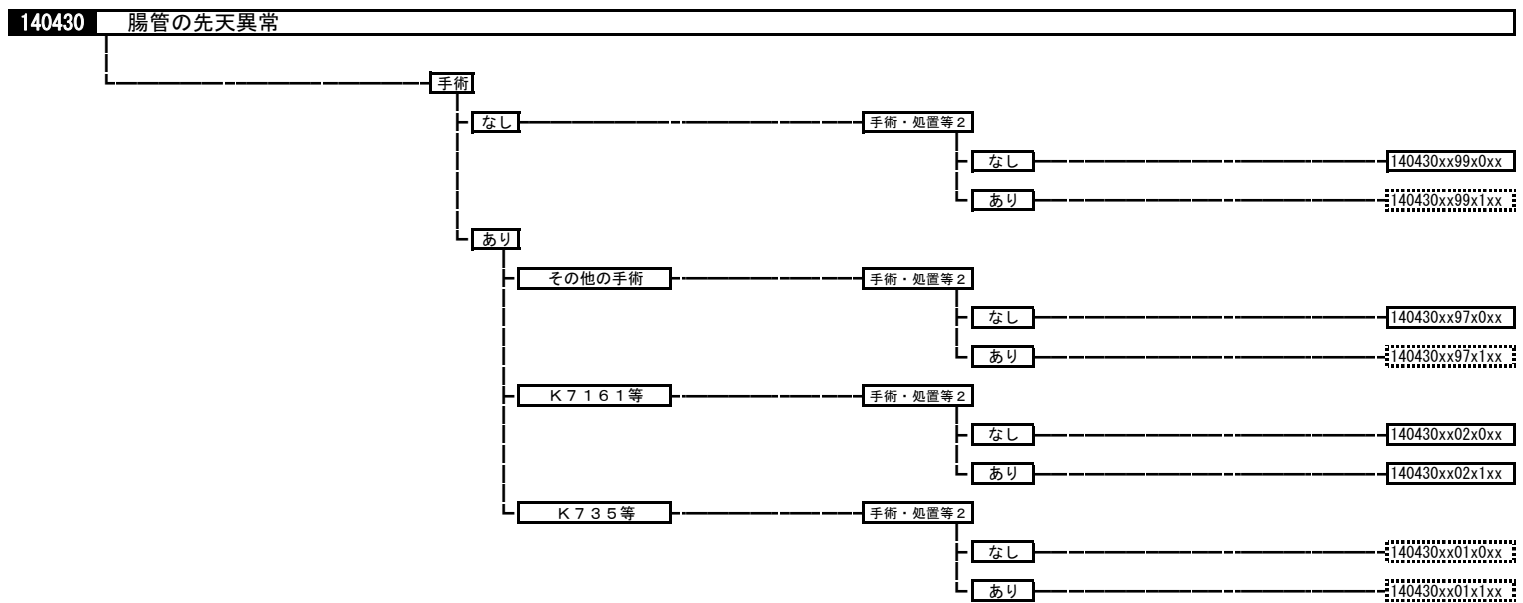 140430 腸管の先天異常
手術
なし 手術・処置等２
なし 140430xx99x0xx
あり 140430xx99x1xx
あり
その他の手術 手術・処置等２
なし 140430xx97x0xx
あり 140430xx97x1xx
Ｋ７１６１等 手術・処置等２
なし 140430xx02x0xx
あり 140430xx02x1xx
Ｋ７３５等 手術・処置等２
なし 140430xx01x0xx
あり 140430xx01x1xx